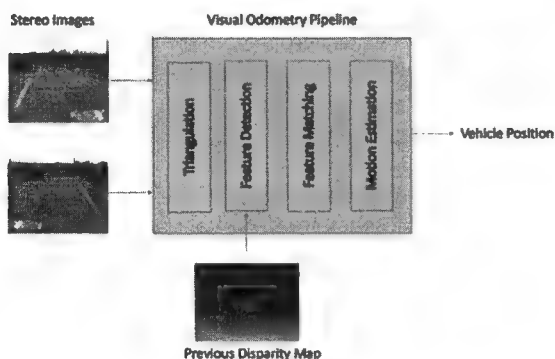 Stereo Images
Visual Odometry Pipeline
Triangulation
Feature Detection
Feature Matching
Motion Estimation
Vehicle Position
Previous Disparity Map